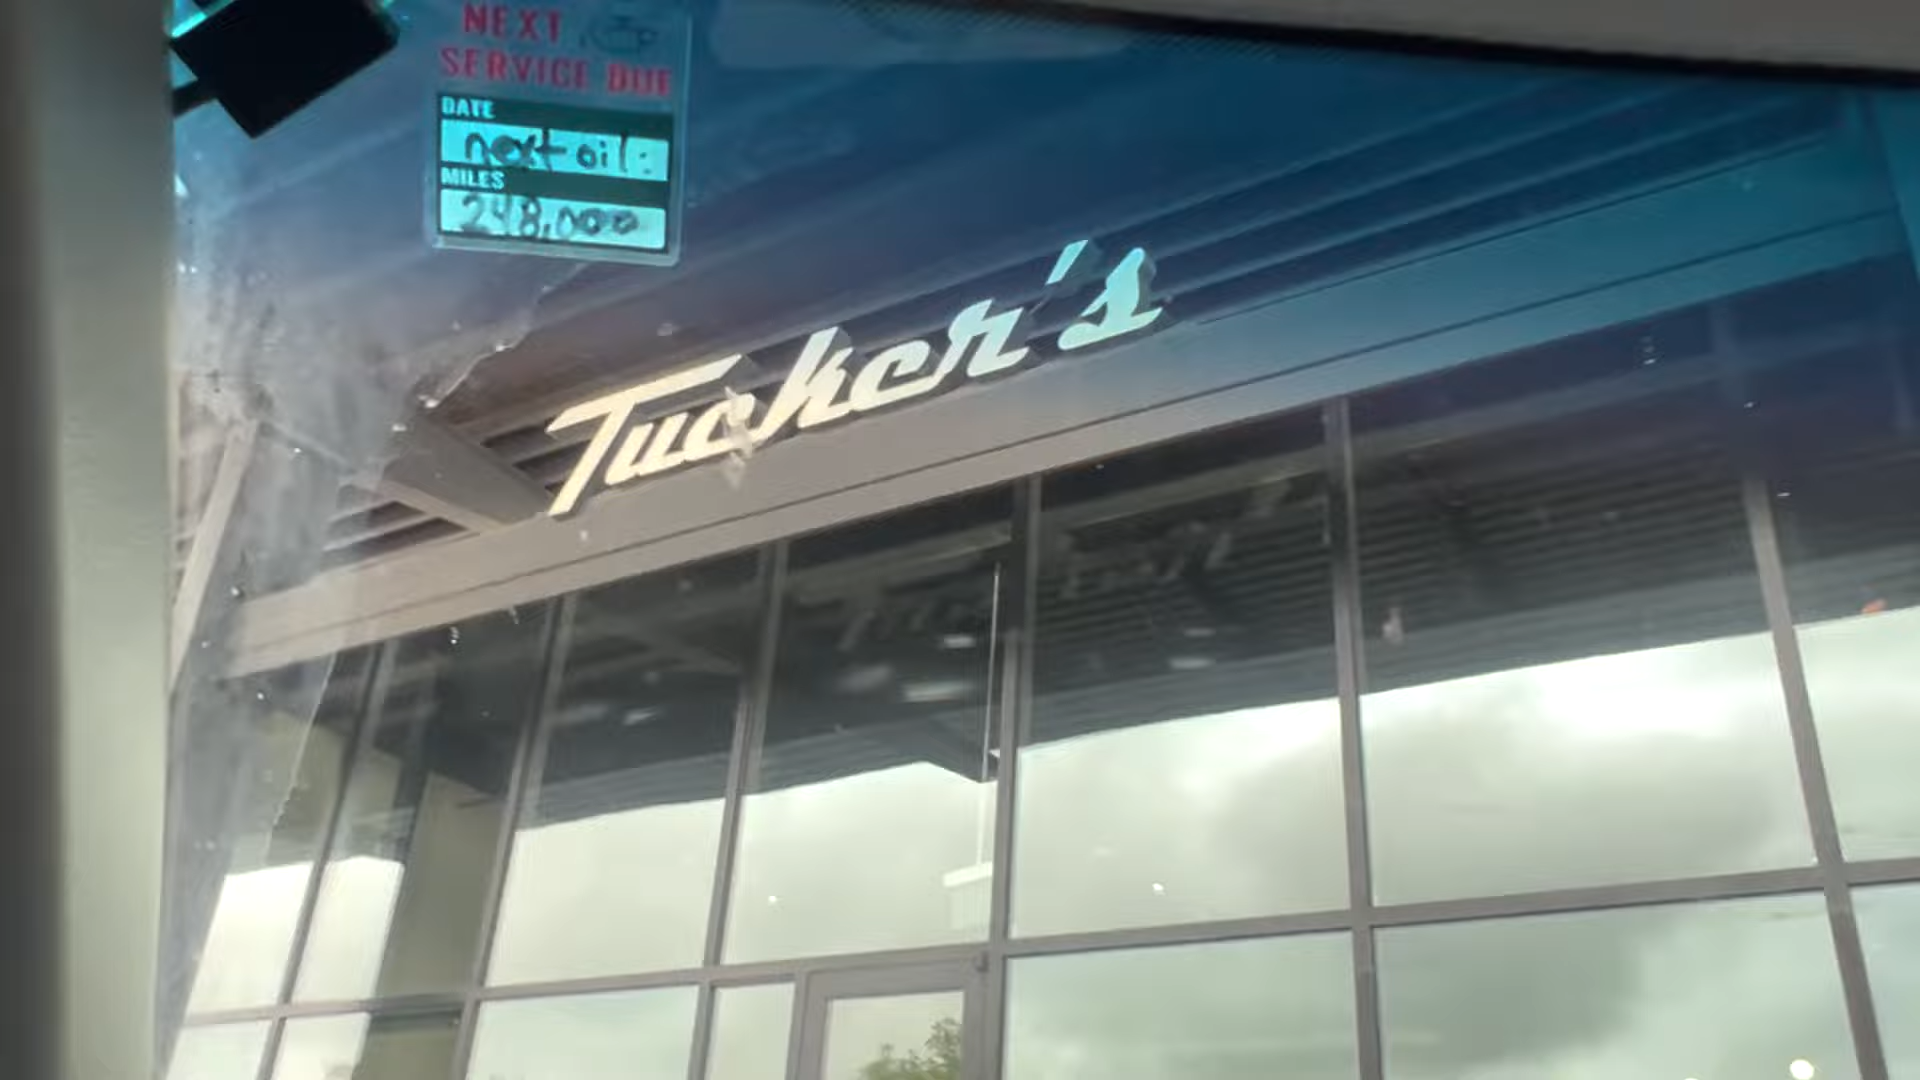 NEXT
SERVICE DUE
DATE
next oil:
MILES
248,000
Tucker's